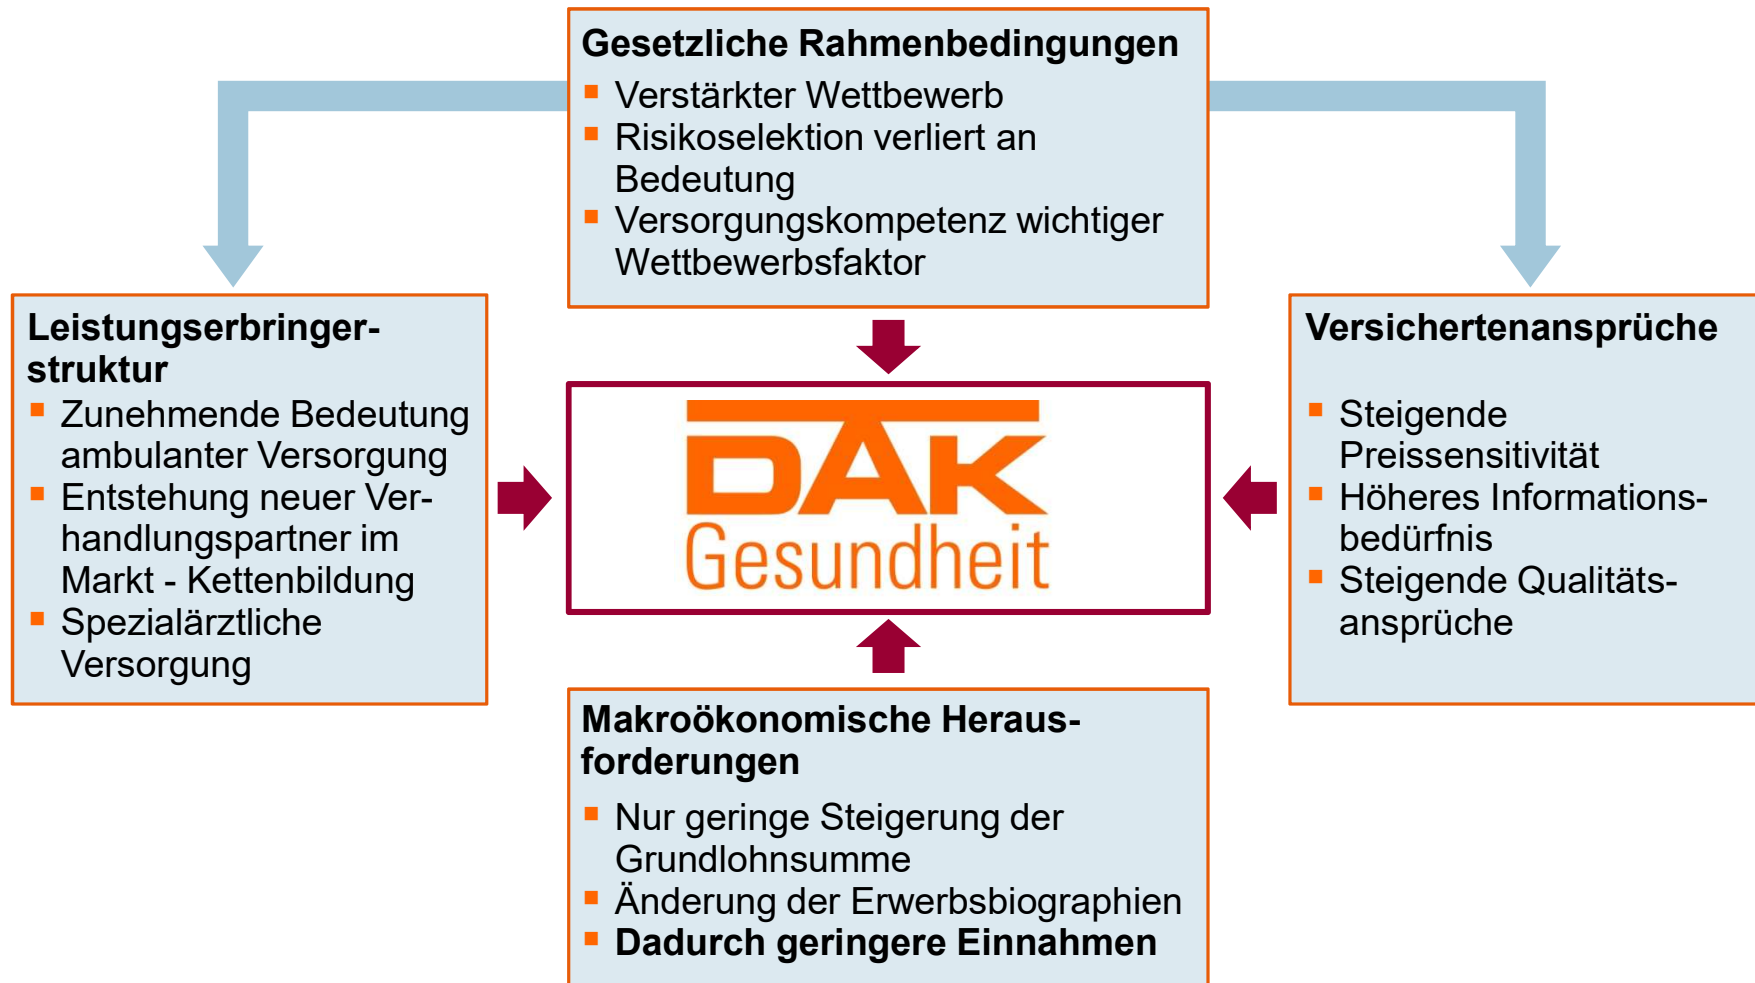 Gesetzliche Rahmenbedingungen
Verstärkter Wettbewerb
Risikoselektion verliert an
Bedeutung
Versorgungskompetenz wichtiger
Wettbewerbsfaktor
Leistungserbringer-
struktur
Zunehmende Bedeutung
ambulanter Versorgung
Entstehung neuer Ver-
handlungspartner im
Markt - Kettenbildung
Spezialärztliche
Versorgung
DAK
Gesundheit
Versichertenansprüche
Steigende
Preissensitivität
Höheres Informations-
bedürfnis
Steigende Qualitäts-
ansprüche
Makroökonomische Heraus-
forderungen
Nur geringe Steigerung der
Grundlohnsumme
Änderung der Erwerbsbiographien
Dadurch geringere Einnahmen